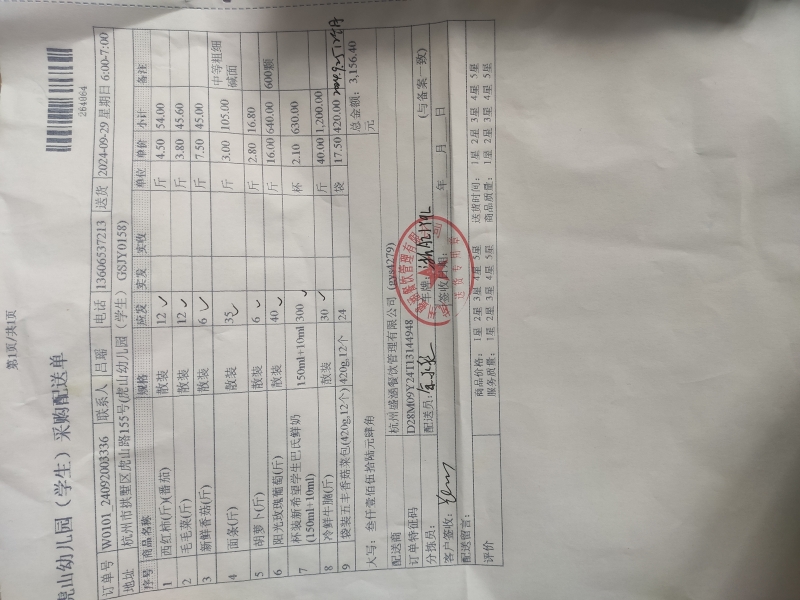 第1页/共1页
虎山幼儿园（学生）采购配送单
264964
订单号 W0101_24092003336 联系人 吕瑶 电话 13606537213 送货 2024-09-29 星期日 6:00-7:00
地址 杭州市拱墅区虎山路155号(虎山幼儿园（学生）GSJY0158)
序号 商品名称 规格 应发 实发 实收 单位 单价 小计 备注
1 西红柿(斤)(番茄) 散装 12 斤 4.50 54.00
2 毛毛菜(斤) 散装 12 斤 3.80 45.60
3 新鲜香菇(斤) 散装 6 斤 7.50 45.00
4 面条(斤) 散装 35 斤 3.00 105.00 中等粗细碱面
5 胡萝卜(斤) 散装 6 斤 2.80 16.80
6 阳光玫瑰葡萄(斤) 散装 40 斤 16.00 640.00 600颗
7 杯装新希望学生巴氏鲜奶(150ml+10ml) 150ml+10ml 300 杯 2.10 630.00
8 冷鲜牛腩(斤) 散装 30 斤 40.00 1,200.00
9 袋装五丰香菇菜包(420g,12个) 420g,12个 24 袋 17.50 420.00
大写：叁仟壹佰伍拾陆元肆角 总金额：3,156.40元
配送商 杭州盛涵餐饮管理有限公司
订单特征码 D28M09Y24T13144948
分拣员： 配送员： 车牌： (与备案一致)
客户签收： 签收日期： 年 月 日
配送留言：
评价 商品价格： 1星 2星 3星 4星 5星 送货时间： 1星 2星 3星 4星 5星
服务质量： 1星 2星 3星 4星 5星 商品质量： 1星 2星 3星 4星 5星